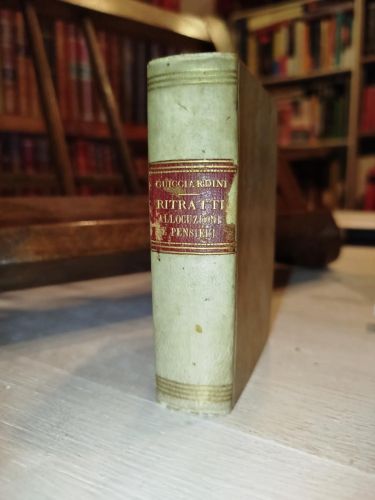 GUICCIARDINI
RITRATTI
ALLOCUZIONI
E PENSIERI